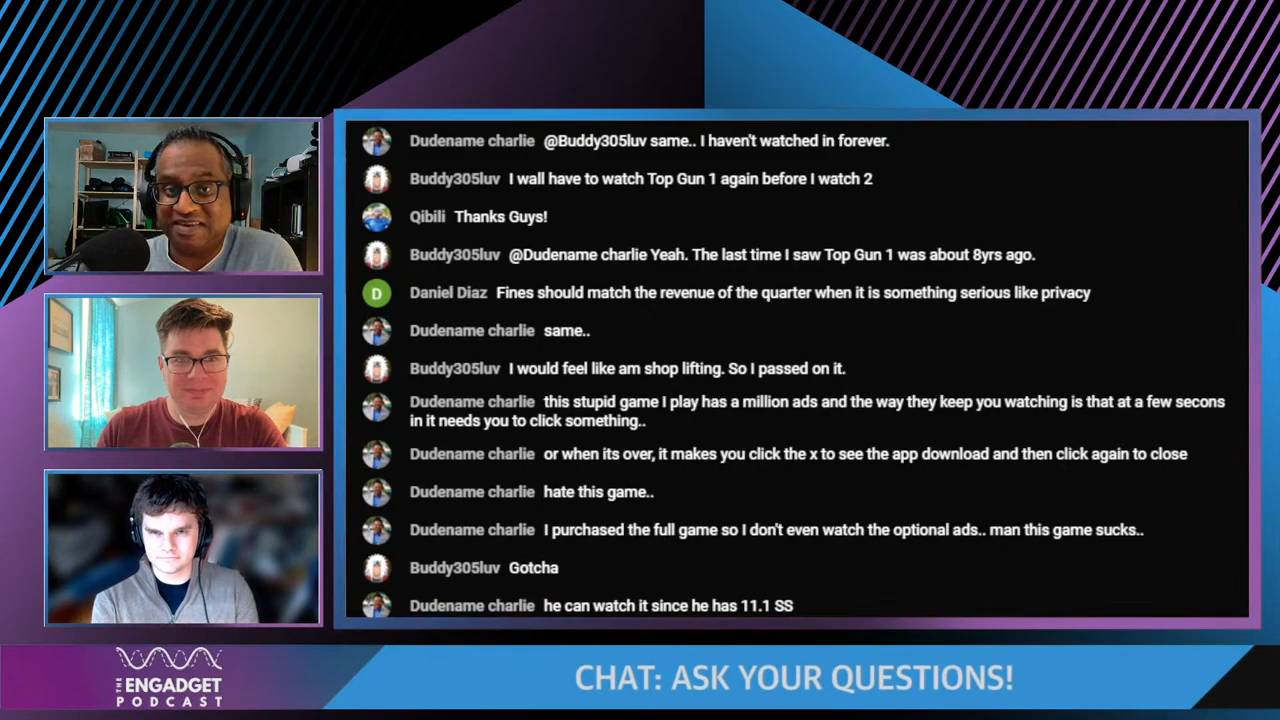 Dudename charlie @Buddy305luv same.. I haven't watched in forever.
Buddy305luv I wall have to watch Top Gun 1 again before I watch 2
Qibili Thanks Guys!
Buddy305luv @Dudename charlie Yeah. The last time I saw Top Gun 1 was about 8yrs ago.
D Daniel Diaz Fines should match the revenue of the quarter when it is something serious like privacy
Dudename charlie same..
Buddy305luv I would feel like am shop lifting. So I passed on it.
Dudename charlie this stupid game I play has a million ads and the way they keep you watching is that at a few secons
in it needs you to click something..
Dudename charlie or when its over, it makes you click the x to see the app download and then click again to close
Dudename charlie hate this game..
Dudename charlie I purchased the full game so I don't even watch the optional ads.. man this game sucks..
Buddy305luv Gotcha
Dudename charlie he can watch it since he has 11.1 SS
THE ENGADGET
PODCAST
CHAT: ASK YOUR QUESTIONS!